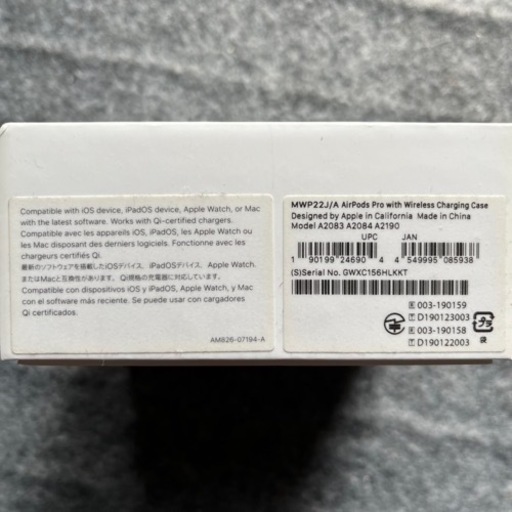 Compatible with iOS device, iPadOS device, Apple Watch, or Mac
with the latest software. Works with Qi-certified chargers.
Compatible avec les appareils iOS, iPadOS, les Apple Watch ou
les Mac disposant des derniers logiciels. Fonctionne avec les
chargeurs certifiés Qi.
最新のソフトウェアを搭載したiOSデバイス、iPadOSデバイス、Apple Watch、
またはMacと互換性があります。 Qi規格の充電器に対応しています。
Compatible con dispositivos iOS y iPadOS, Apple Watch y Mac
con el software más reciente. Se puede usar con cargadores
Qi certificados.
AM826-07194-A
MWP22J/A AirPods Pro with Wireless Charging Case
Designed by Apple in California Made in China
Model A2083 A2084 A2190
UPC JAN
1 90199 24690 4 4 549995 085938
(S)Serial No. GWXC156HLKKT
R 003-190159
T D190123003
R 003-190158
T D190122003
プラ
袋